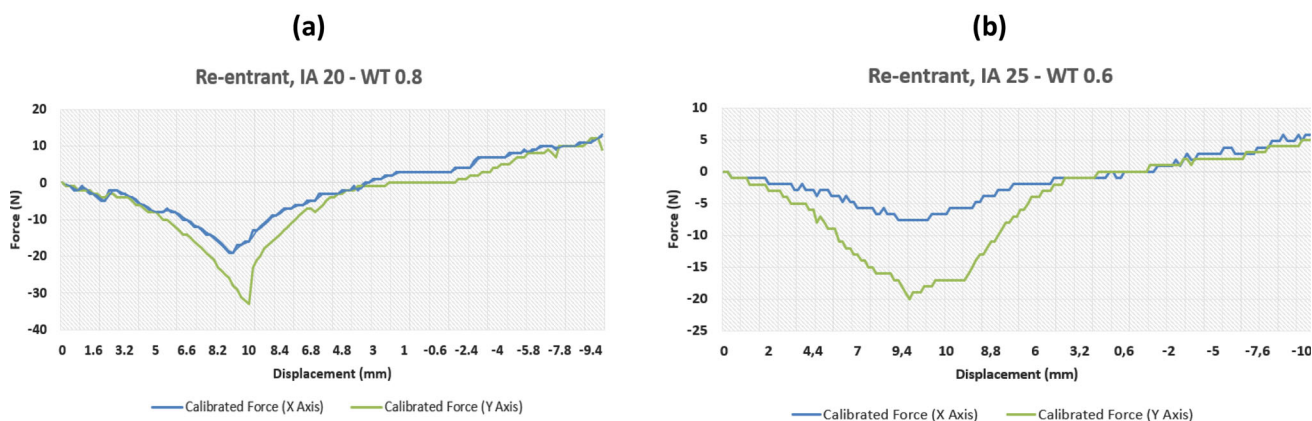 (a)
Re-entrant, IA 20 - WT 0.8
20
10
0
-10
-20
-30
-40
Force (N)
0 1.6 3.2 5 6.6 8.2 10 8.4 6.8 4.8 3 1 -0.6 -2.4 -4 -5.8 -7.8 -9.4
Displacement (mm)
Calibrated Force (X Axis) Calibrated Force (Y Axis)
(b)
Re-entrant, IA 25 - WT 0.6
10
5
0
-5
-10
-15
-20
-25
Force (N)
0 2 4,4 7 9,4 10 8,8 6 3,2 0,6 -2 -5 -7,6 -10
Displacement (mm)
Calibrated Force (X Axis) Calibrated Force (Y Axis)